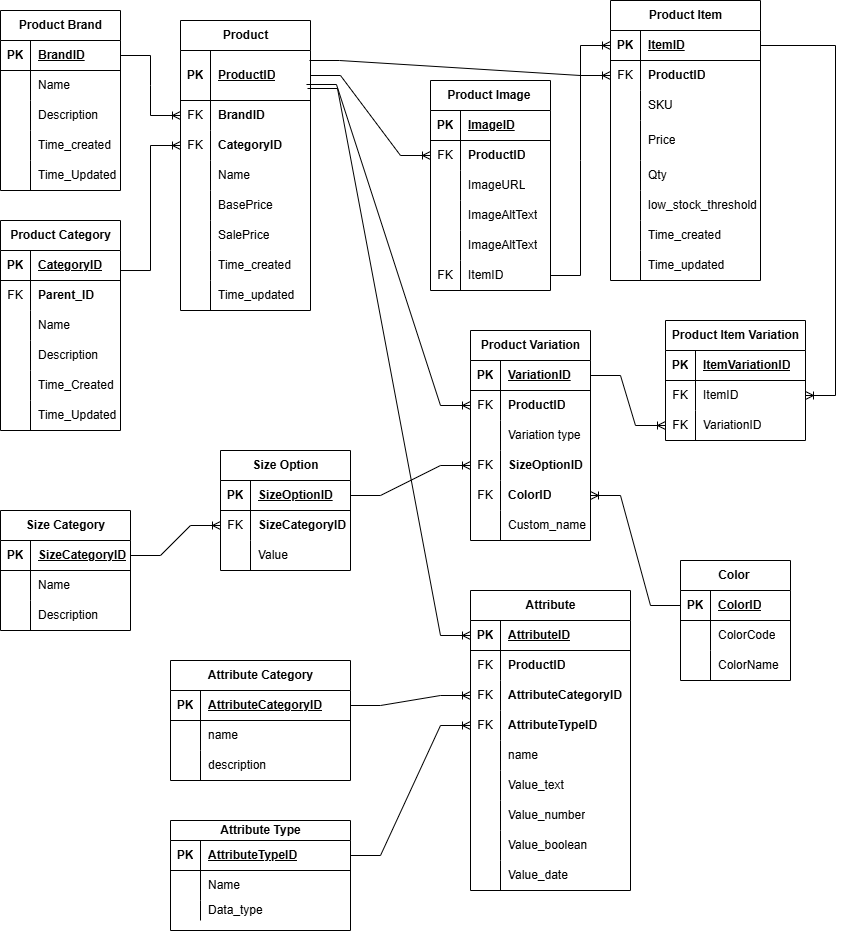 Product Brand
PK BrandID
Name
Description
Time_created
Time_Updated
Product Category
PK CategoryID
FK Parent_ID
Name
Description
Time_Created
Time_Updated
Product
PK ProductID
FK BrandID
FK CategoryID
Name
BasePrice
SalePrice
Time_created
Time_updated
Product Image
PK ImageID
FK ProductID
ImageURL
ImageAltText
ImageAltText
FK ItemID
Product Item
PK ItemID
FK ProductID
SKU
Price
Qty
low_stock_threshold
Time_created
Time_updated
Product Variation
PK VariationID
FK ProductID
Variation type
FK SizeOptionID
FK ColorID
Custom_name
Product Item Variation
PK ItemVariationID
FK ItemID
FK VariationID
Size Option
PK SizeOptionID
FK SizeCategoryID
Value
Size Category
PK SizeCategoryID
Name
Description
Color
PK ColorID
ColorCode
ColorName
Attribute
PK AttributeID
FK ProductID
FK AttributeCategoryID
FK AttributeTypeID
name
Value_text
Value_number
Value_boolean
Value_date
Attribute Category
PK AttributeCategoryID
name
description
Attribute Type
PK AttributeTypeID
Name
Data_type